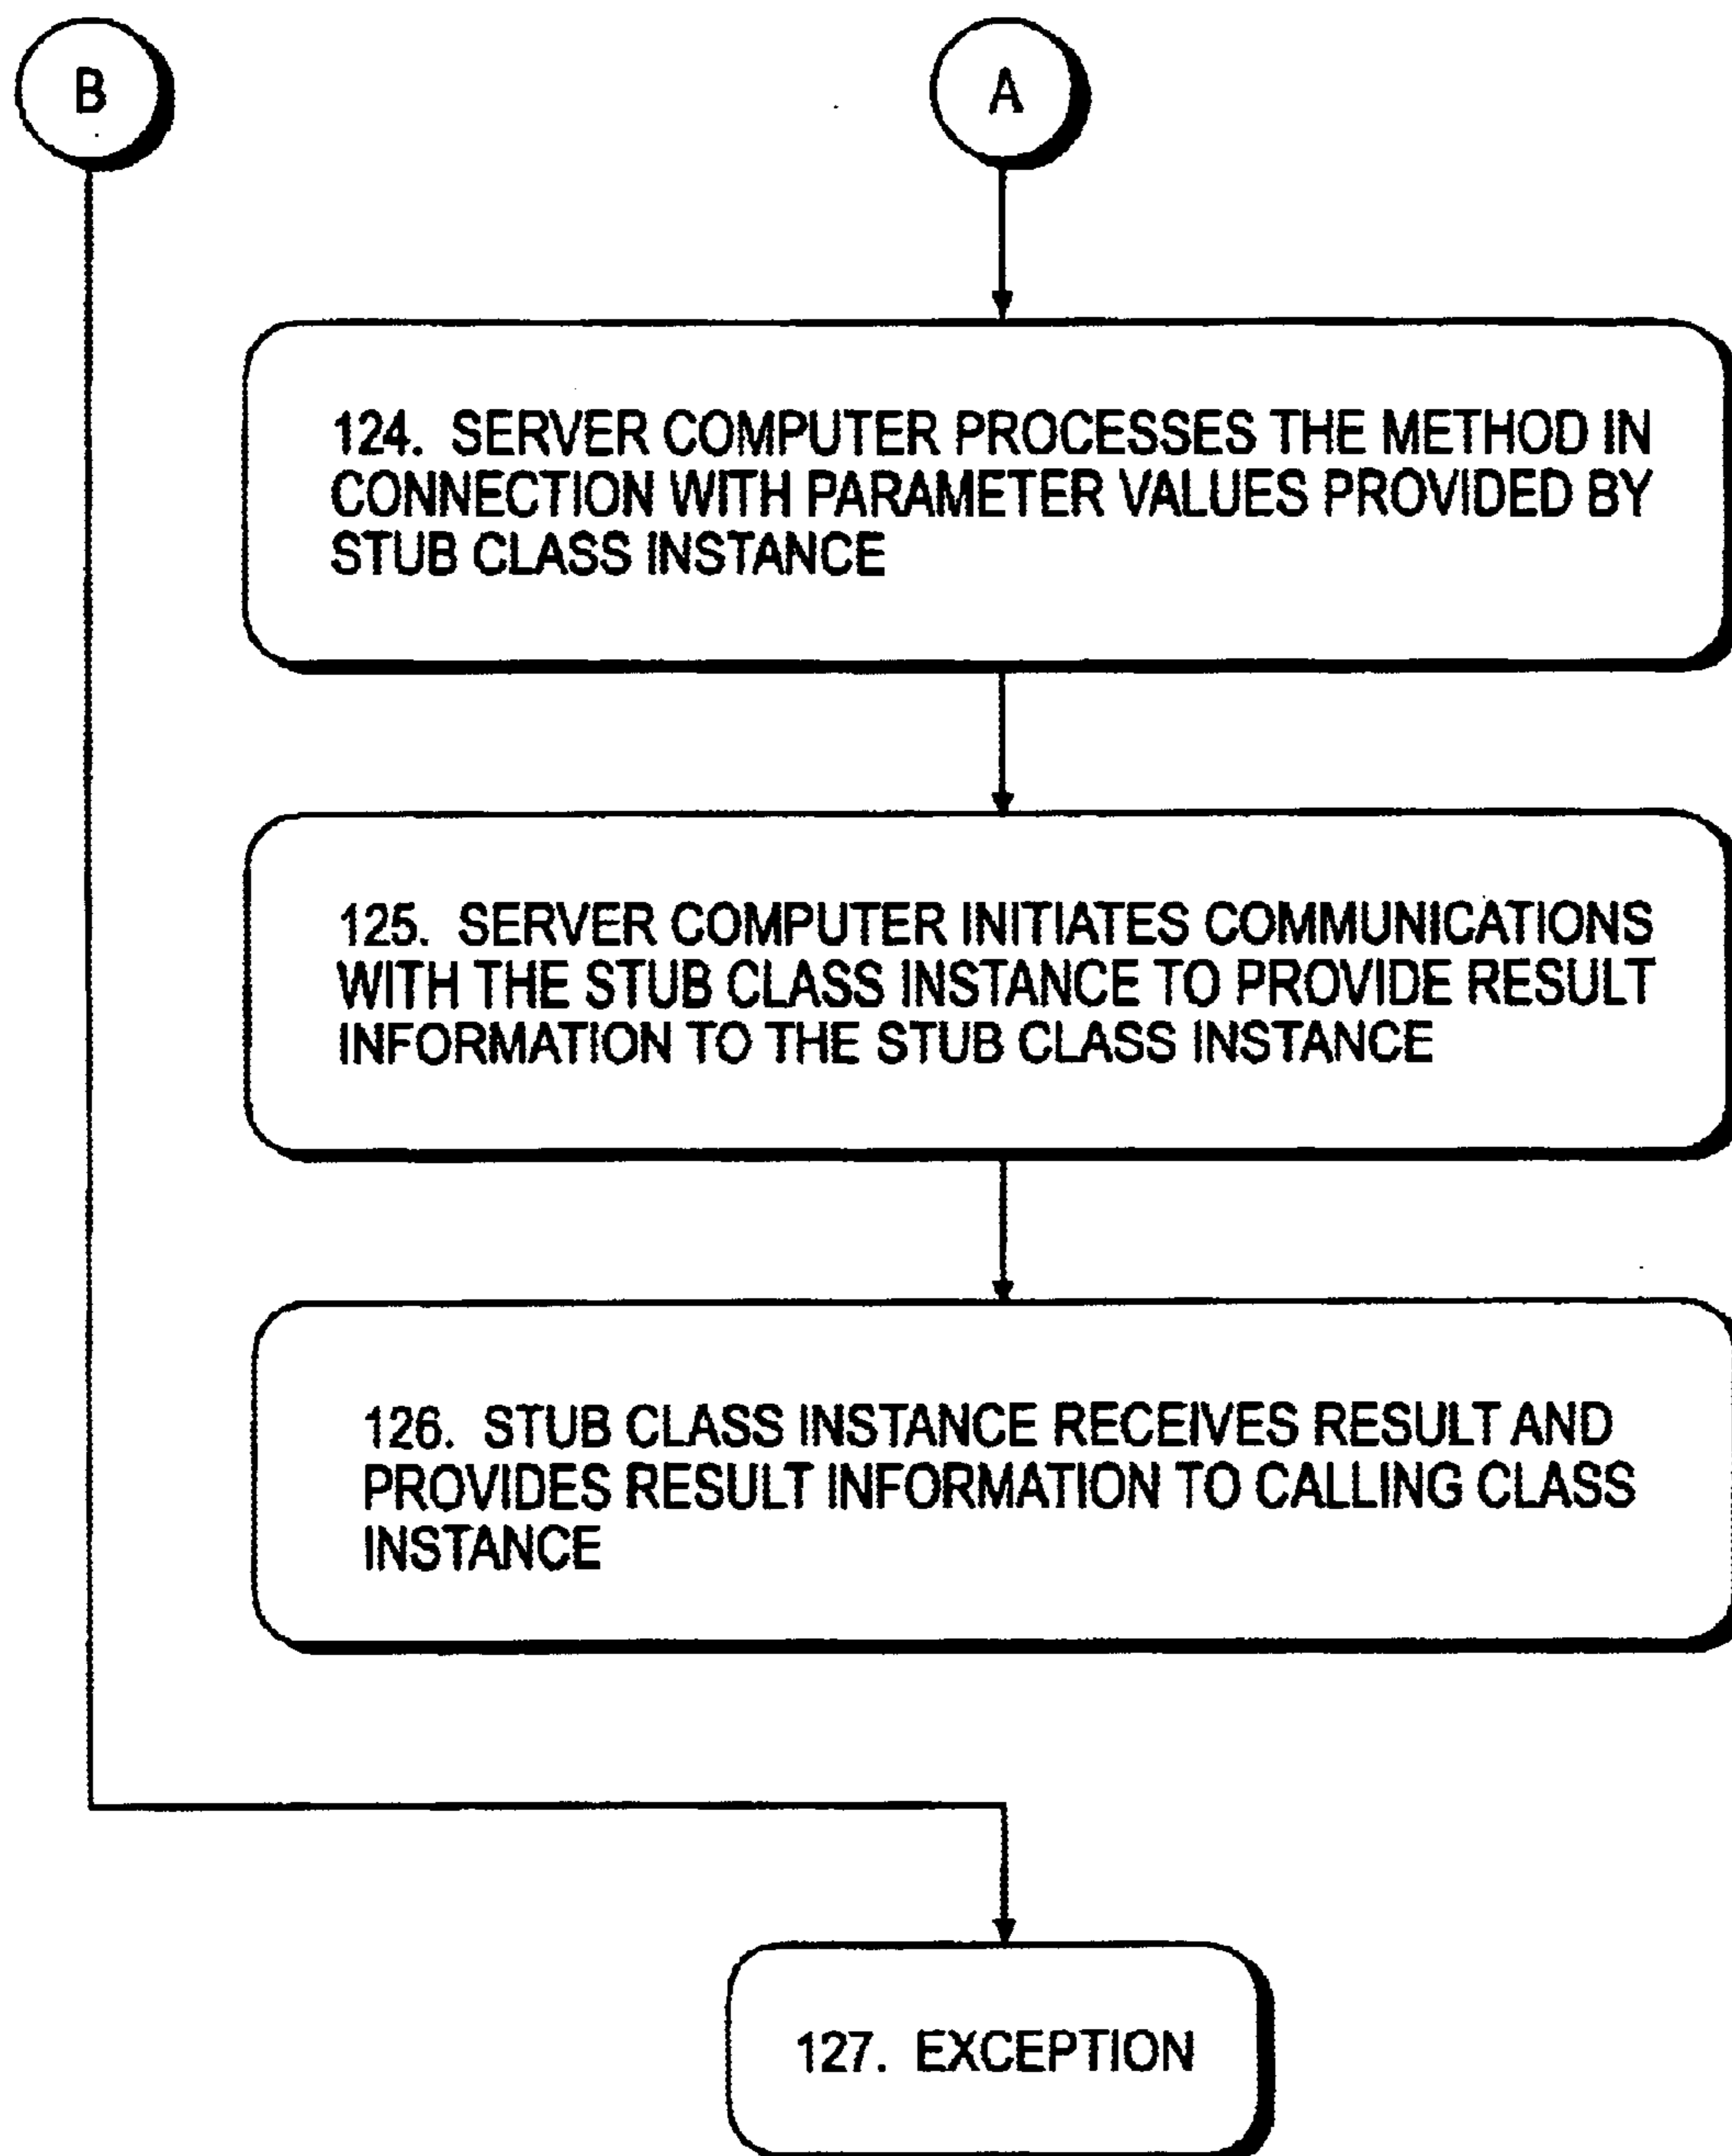 B
A
124. SERVER COMPUTER PROCESSES THE METHOD IN
CONNECTION WITH PARAMETER VALUES PROVIDED BY
STUB CLASS INSTANCE
125. SERVER COMPUTER INITIATES COMMUNICATIONS
WITH THE STUB CLASS INSTANCE TO PROVIDE RESULT
INFORMATION TO THE STUB CLASS INSTANCE
126. STUB CLASS INSTANCE RECEIVES RESULT AND
PROVIDES RESULT INFORMATION TO CALLING CLASS
INSTANCE
127. EXCEPTION